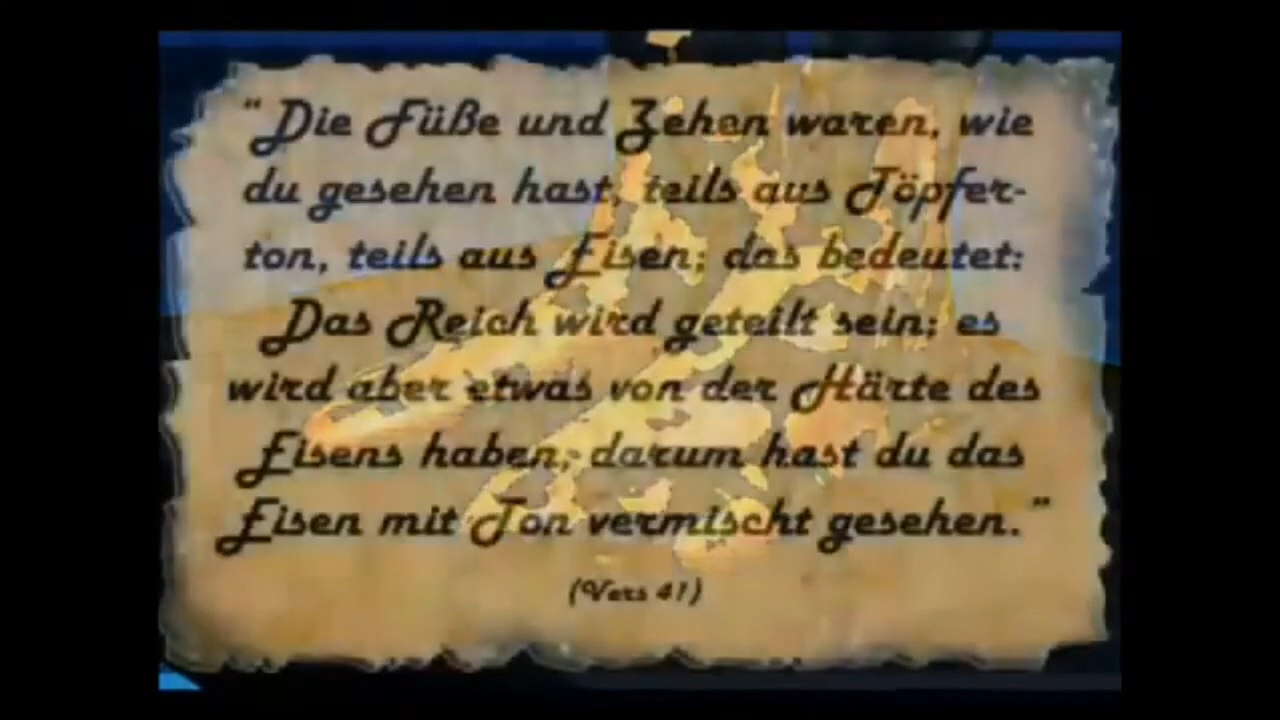 “Die Füße und Zehen waren, wie
du gesehen hast, teils aus Töpfer-
ton, teils aus Eisen; das bedeutet:
Das Reich wird geteilt sein; es
wird aber etwas von der Härte des
Eisens haben, darum hast du das
Eisen mit Ton vermischt gesehen.”
(Vers 41)